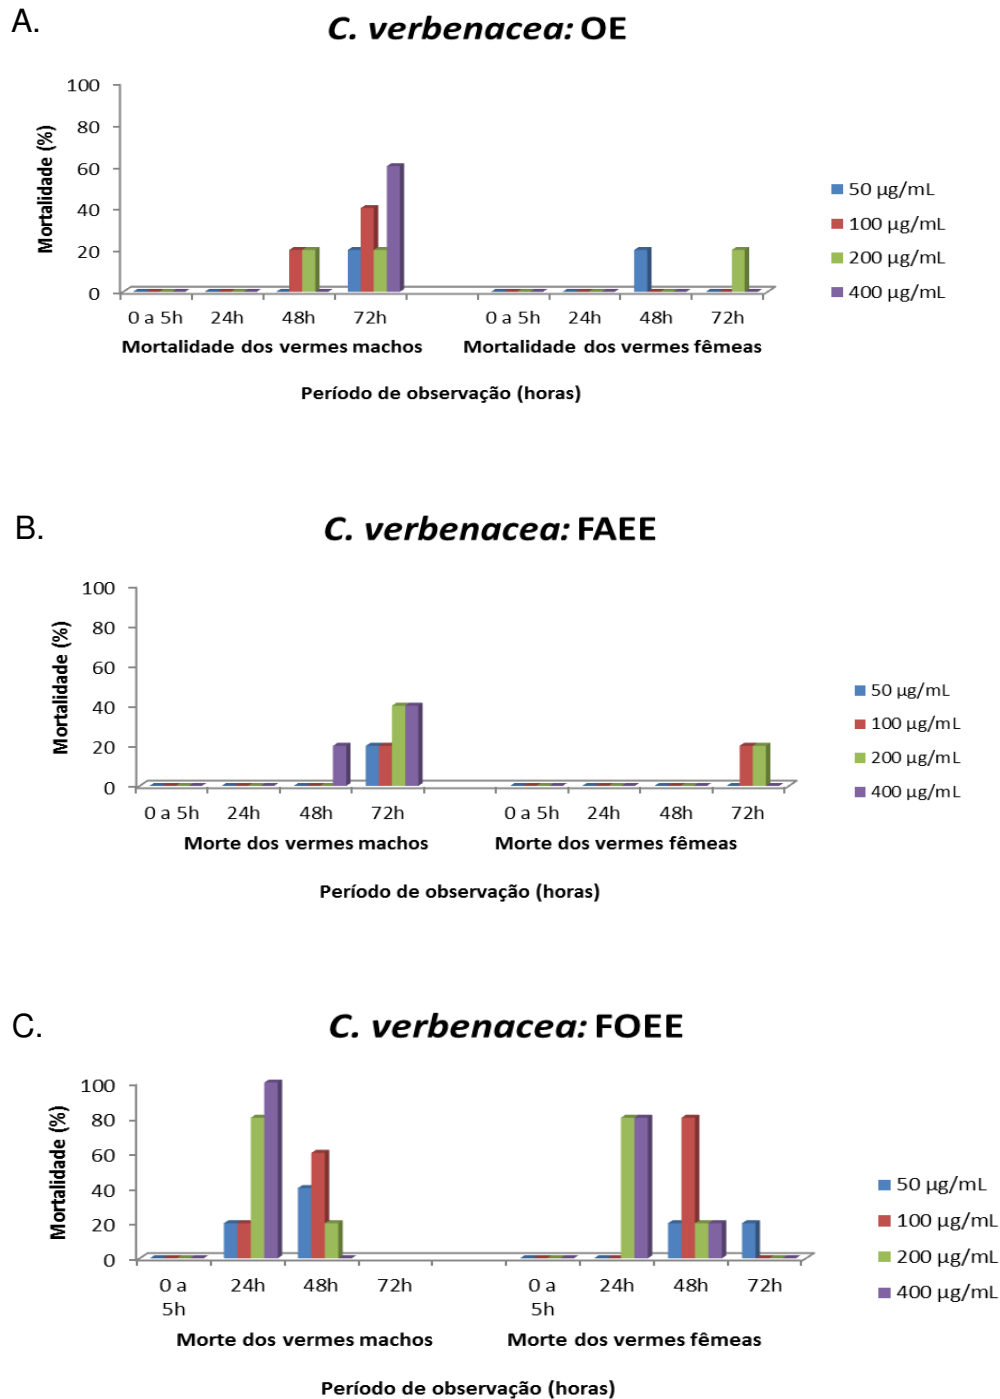 A.
C. verbenacea: OE
Mortalidade (%)
100
80
60
40
20
0
0 a 5h 24h 48h 72h 0 a 5h 24h 48h 72h
Mortalidade dos vermes machos Mortalidade dos vermes fêmeas
Período de observação (horas)
50 µg/mL
100 µg/mL
200 µg/mL
400 µg/mL
B.
C. verbenacea: FAEE
Mortalidade (%)
100
80
60
40
20
0
0 a 5h 24h 48h 72h 0 a 5h 24h 48h 72h
Morte dos vermes machos Morte dos vermes fêmeas
Período de observação (horas)
50 µg/mL
100 µg/mL
200 µg/mL
400 µg/mL
C.
C. verbenacea: FOEE
Mortalidade (%)
100
80
60
40
20
0
0 a 5h 24h 48h 72h 0 a 5h 24h 48h 72h
Morte dos vermes machos Morte dos vermes fêmeas
Período de observação (horas)
50 µg/mL
100 µg/mL
200 µg/mL
400 µg/mL